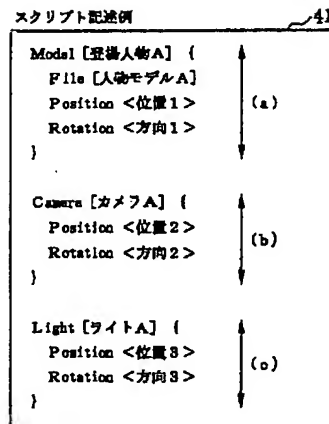 スクリプト記述例
41
Model [登場人物A] {
File [人物モデルA]
Position <位置1>
Rotation <方向1>
}
(a)
Camera [カメラA] {
Position <位置2>
Rotation <方向2>
}
(b)
Light [ライトA] {
Position <位置3>
Rotation <方向3>
}
(c)